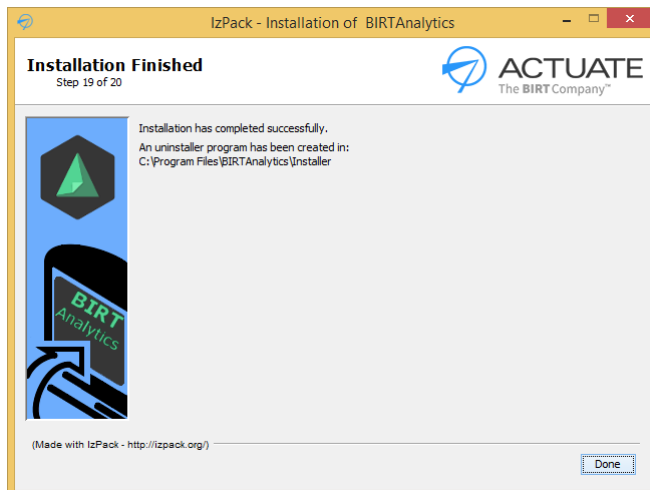 IzPack - Installation of BIRTAnalytics
Installation Finished
Step 19 of 20
ACTUATE
The BIRT Company™
Installation has completed successfully.
An uninstaller program has been created in:
C:\Program Files\BIRTAnalytics\Installer
BIRT
Analytics
(Made with IzPack - http://izpack.org/)
Done